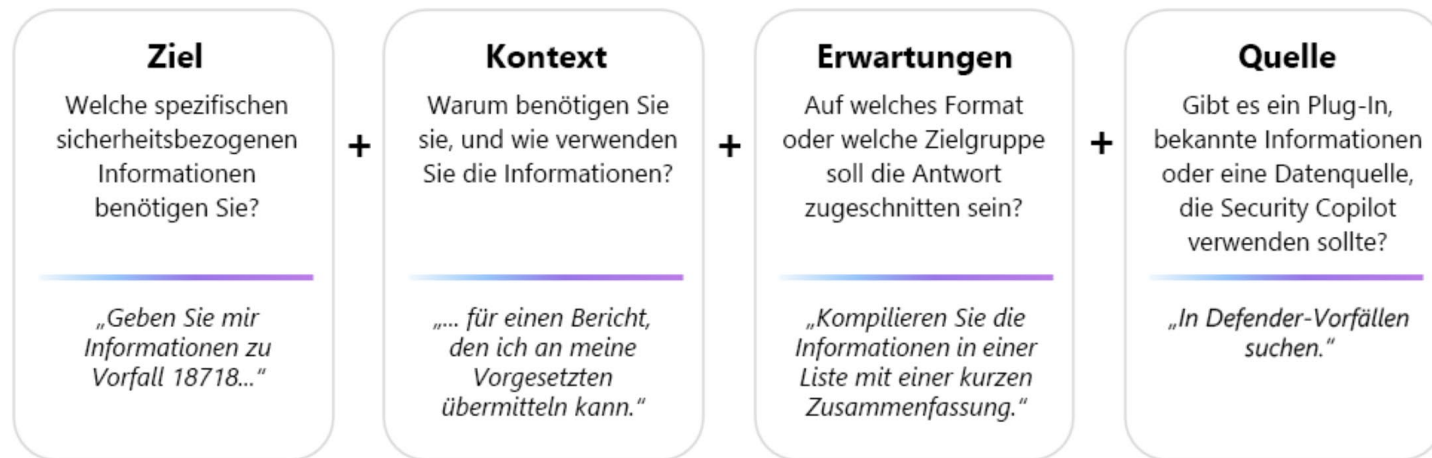 Ziel
Welche spezifischen
sicherheitsbezogenen
Informationen
benötigen Sie?
„Geben Sie mir
Informationen zu
Vorfall 18718...“
+
Kontext
Warum benötigen Sie
sie, und wie verwenden
Sie die Informationen?
„... für einen Bericht,
den ich an meine
Vorgesetzten
übermitteln kann.“
+
Erwartungen
Auf welches Format
oder welche Zielgruppe
soll die Antwort
zugeschnitten sein?
„Kompilieren Sie die
Informationen in einer
Liste mit einer kurzen
Zusammenfassung.“
+
Quelle
Gibt es ein Plug-In,
bekannte Informationen
oder eine Datenquelle,
die Security Copilot
verwenden sollte?
„In Defender-Vorfällen
suchen.“